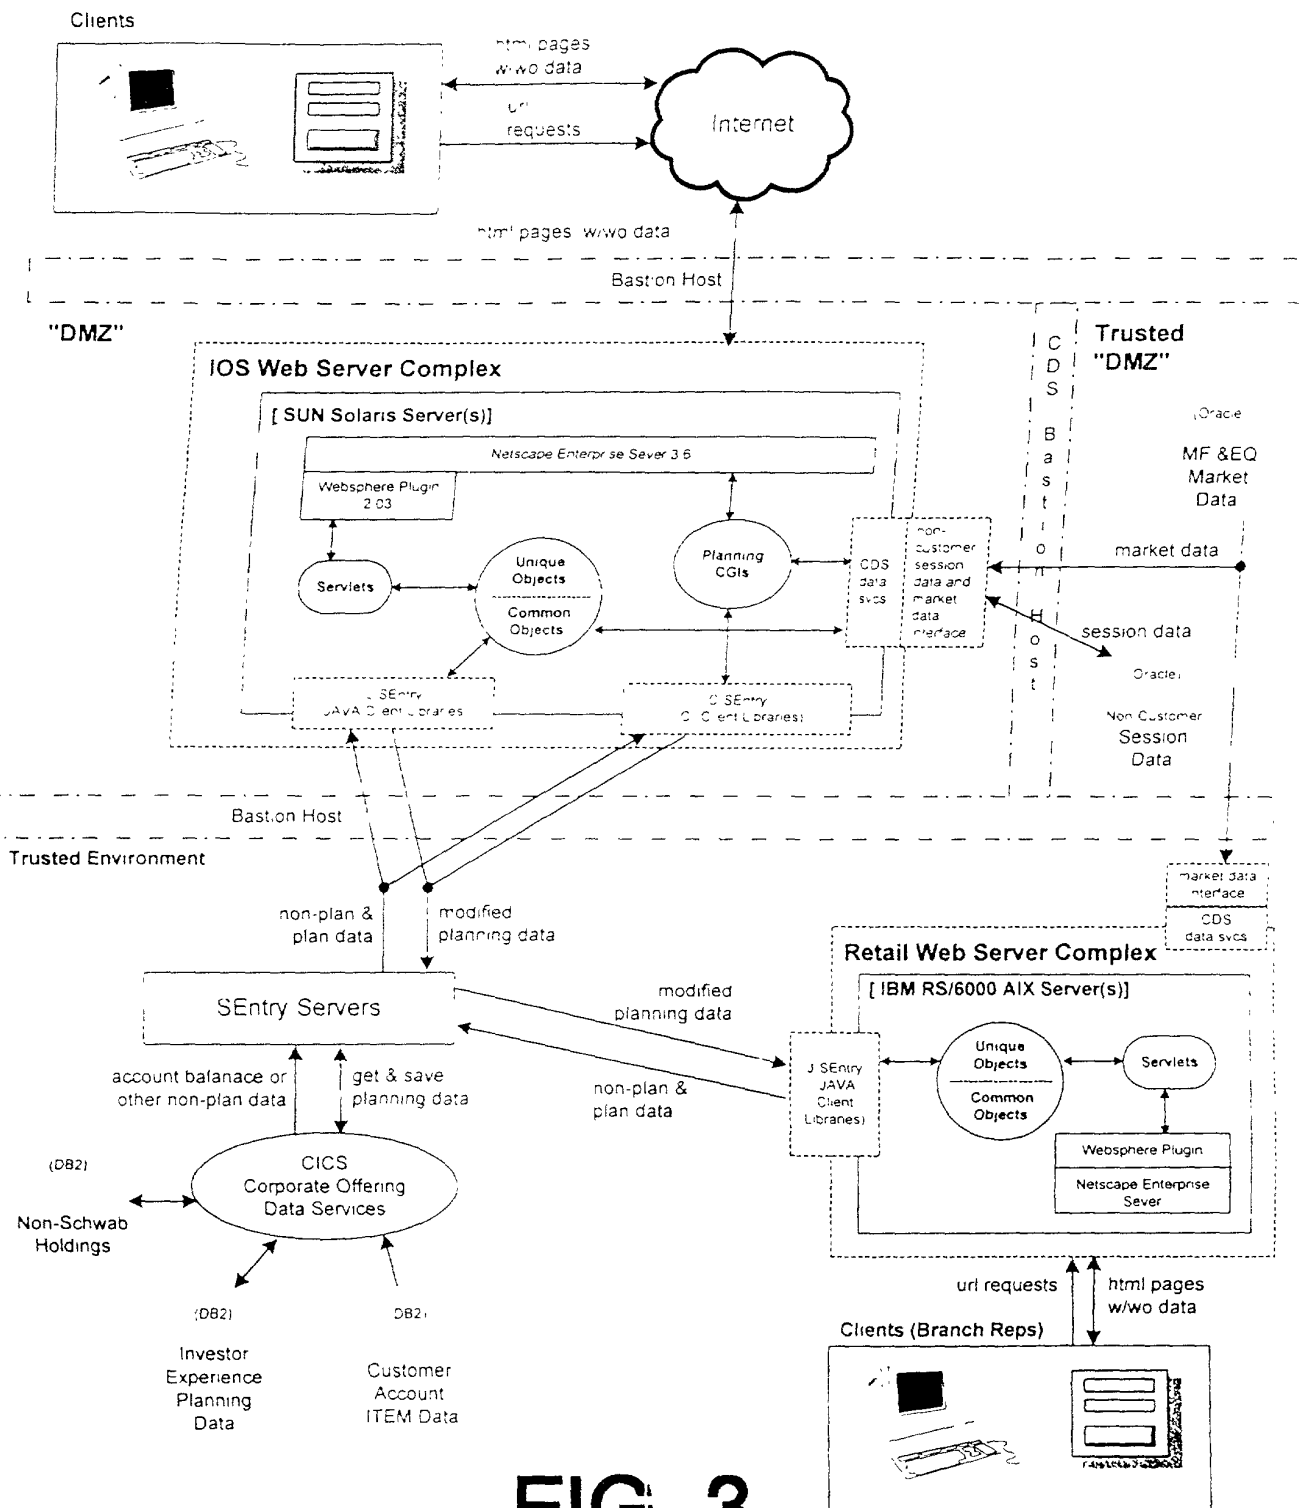 Clients
html pages
w/wo data
url
requests
Internet
html pages w/wo data
Bastion Host
"DMZ"
CDS Bastion Host
Trusted
"DMZ"
IOS Web Server Complex
[ SUN Solaris Server(s)]
Netscape Enterprise Sever 3.6
Websphere Plugin
2.03
Servlets
Unique
Objects
Common
Objects
Planning
CGIs
CDS
data
svcs
non-
customer
session
data and
market
data
interface
(Oracle
MF &EQ
Market
Data
market data
session data
Oracle)
Non Customer
Session
Data
SEntry
JAVA Client Libraries
SEntry
Client Libraries)
Bastion Host
Trusted Environment
non-plan &
plan data
modified
planning data
market data
interface
CDS
data svcs
SEntry Servers
modified
planning data
non-plan &
plan data
Retail Web Server Complex
[ IBM RS/6000 AIX Server(s)]
J SEntry
JAVA
Client
Libraries)
Unique
Objects
Common
Objects
Servlets
Websphere Plugin
Netscape Enterprise
Sever
account bafanace or
other non-plan data
get & save
planning data
CICS
Corporate Offering
Data Services
(DB2)
Non-Schwab
Holdings
(DB2)
Investor
Experience
Planning
Data
DB2)
Customer
Account
ITEM Data
url requests
html pages
w/wo data
Clients (Branch Reps)
FIG. 3